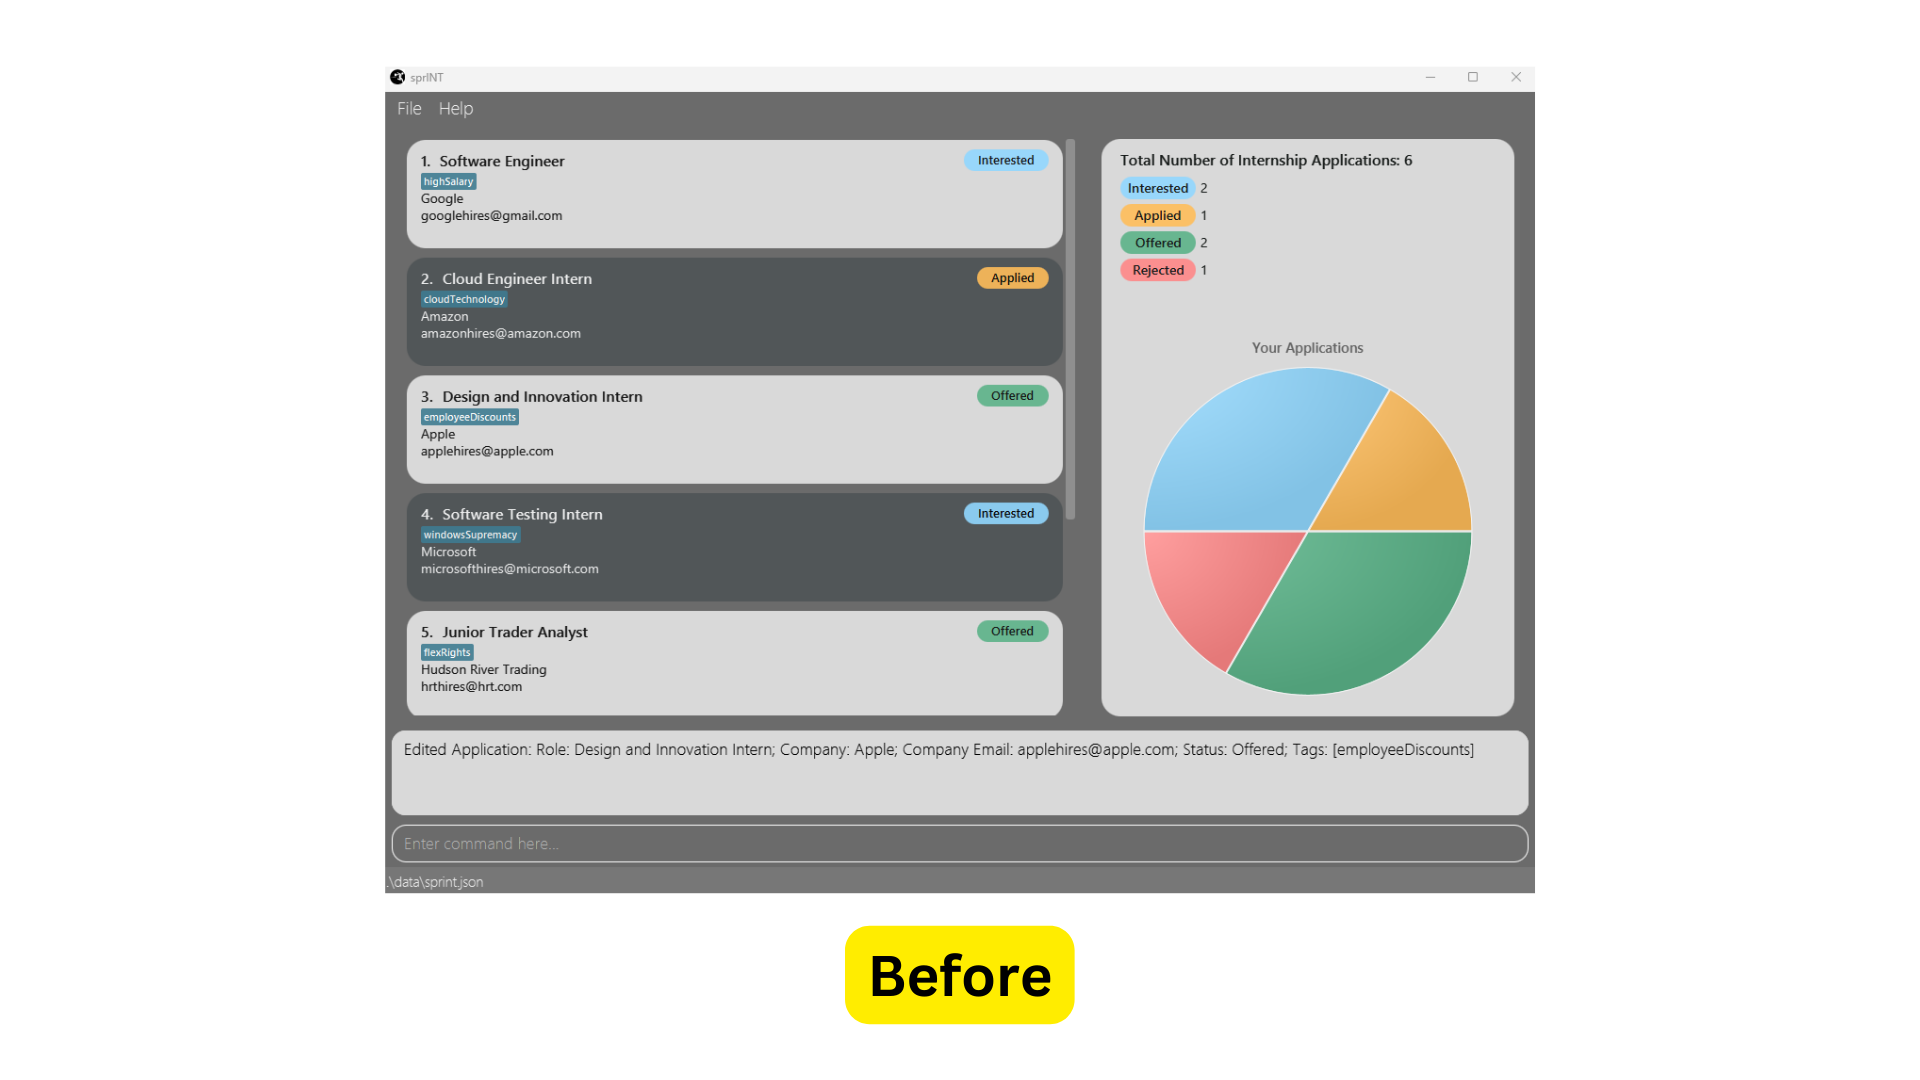 sprINT
File Help
1. Software Engineer
Interested
highSalary
Google
googlehires@gmail.com
2. Cloud Engineer Intern
Applied
cloudTechnology
Amazon
amazonhires@amazon.com
3. Design and Innovation Intern
Offered
employeeDiscounts
Apple
applehires@apple.com
4. Software Testing Intern
Interested
windowsSupremacy
Microsoft
microsofthires@microsoft.com
5. Junior Trader Analyst
Offered
flexRights
Hudson River Trading
hrthires@hrt.com
Total Number of Internship Applications: 6
Interested 2
Applied 1
Offered 2
Rejected 1
Your Applications
Edited Application: Role: Design and Innovation Intern; Company: Apple; Company Email: applehires@apple.com; Status: Offered; Tags: [employeeDiscounts]
Enter command here...
.\data\sprint.json
Before